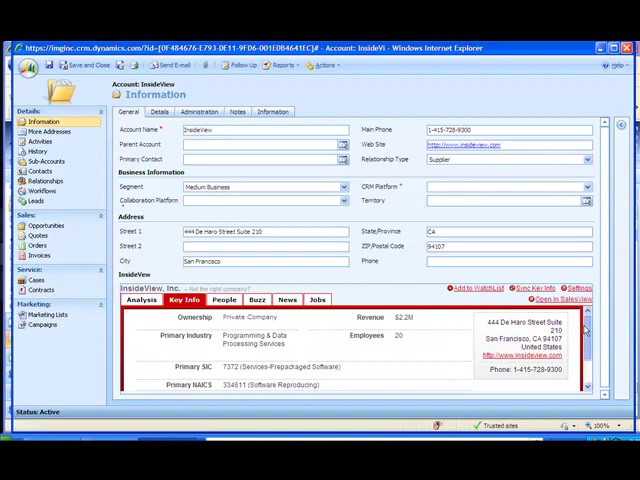 https://imginc.crm.dynamics.com/?id={0F4B4676-E793-DE11-9FD6-001E0B4641EC}# - Account: InsideVi - Windows Internet Explorer
Save and Close
Send E-mail
Follow Up
Reports
Actions
Help
Account: InsideView
Information
Details:
Information
More Addresses
Activities
History
Sub-Accounts
Contacts
Relationships
Workflows
Leads
Sales:
Opportunities
Quotes
Orders
Invoices
Service:
Cases
Contracts
Marketing:
Marketing Lists
Campaigns
General Details Administration Notes Information
Account Name * InsideView Main Phone 1-415-728-9300
Parent Account Web Site http://www.insideview.com
Primary Contact Relationship Type Supplier
Business Information
Segment Medium Business CRM Platform *
Collaboration Platform * Territory
Address
Street 1 444 De Haro Street Suite 210 State/Province CA
Street 2 ZIP/Postal Code 94107
City San Francisco Phone
InsideView
InsideView, Inc. - Not the right company? Add to WatchList Sync Key Info Settings
Open in SalesView
Analysis Key Info People Buzz News Jobs
Ownership Private Company Revenue $2.2M
Primary Industry Programming & Data Processing Services Employees 20
Primary SIC 7372 (Services-Prepackaged Software)
Primary NAICS 334611 (Software Reproducing)
444 De Haro Street Suite
210
San Francisco, CA 94107
United States
http://www.insideview.com
Phone: 1-415-728-9300
Status: Active
Trusted sites
100%